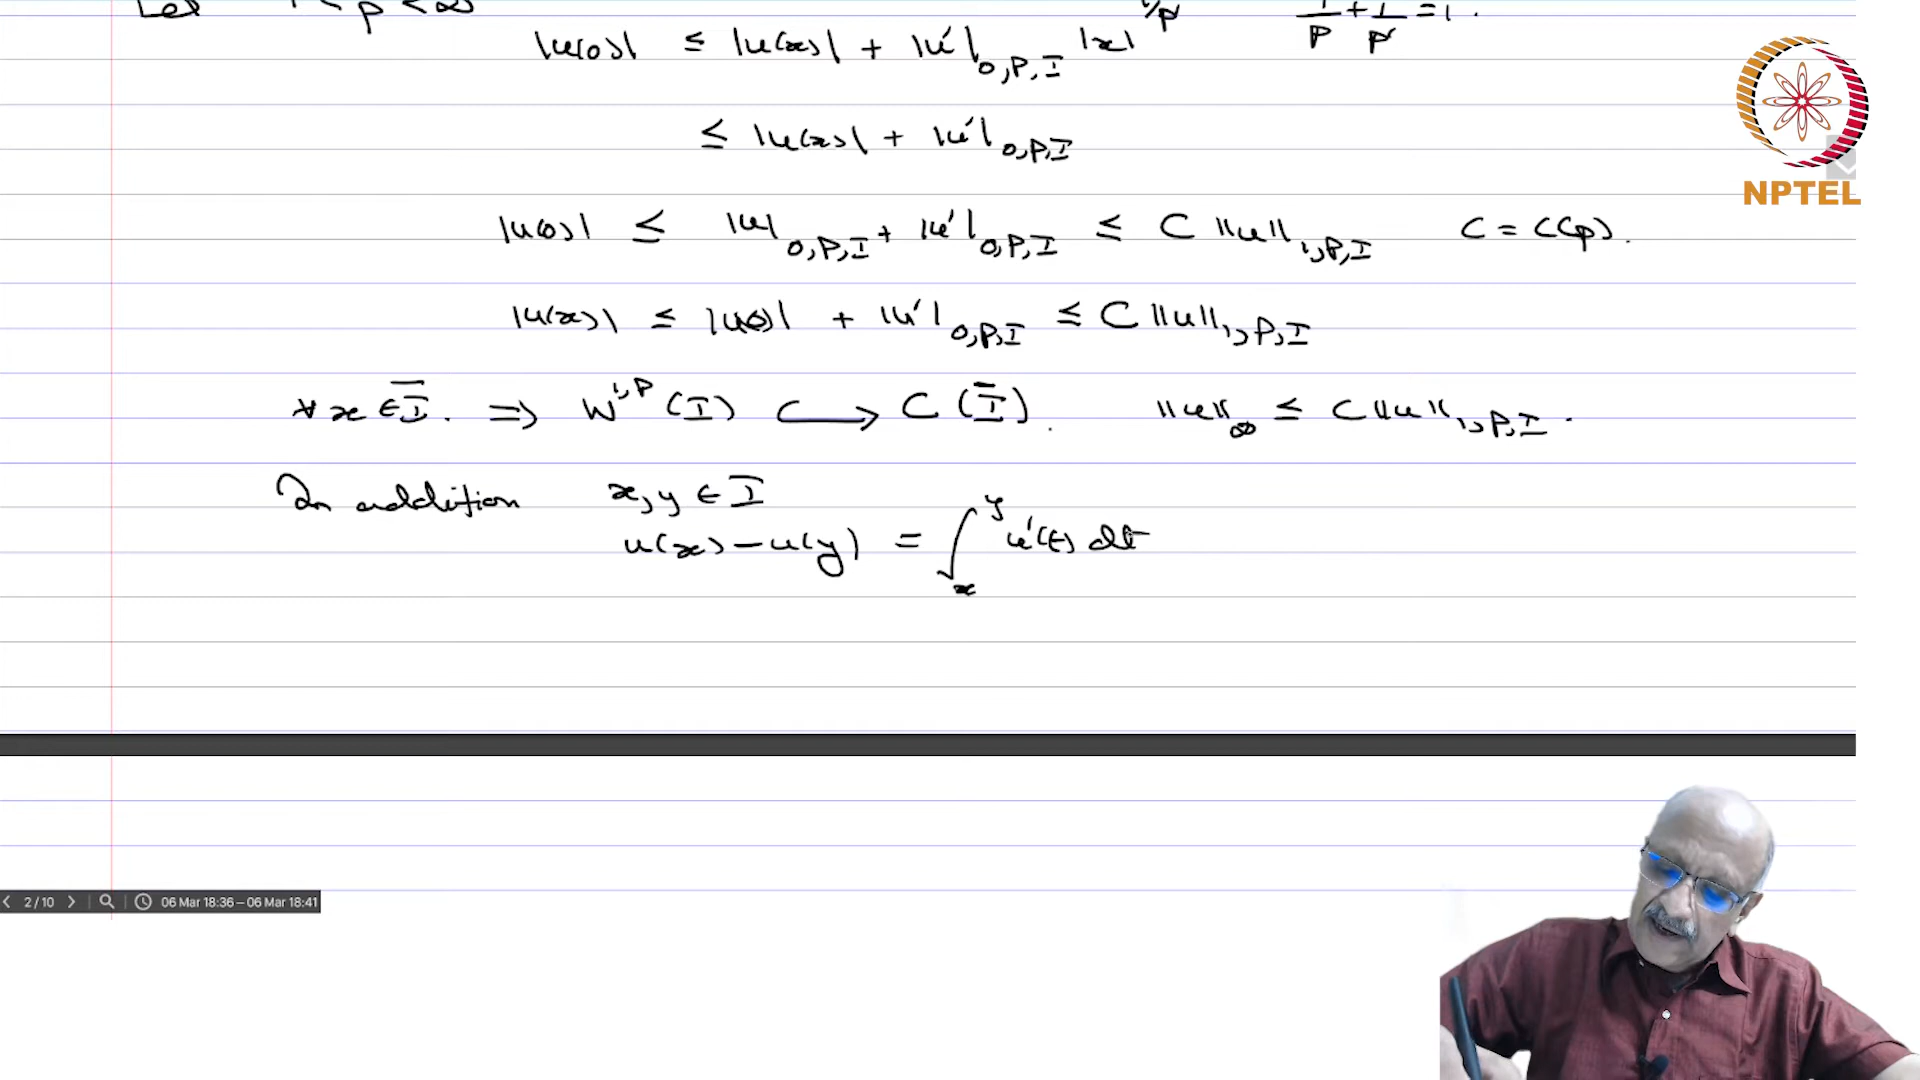 Let 1 < p < ∞
|u(0)| ≤ |u(x)| + |u'|_{0,p,I} |x|^{1/p'} 1/p + 1/p' = 1.
≤ |u(x)| + |u'|_{0,p,I}
|u(0)| ≤ |u|_{0,p,I} + |u'|_{0,p,I} ≤ C ||u||_{1,p,I} C = C(p).
|u(x)| ≤ |u(0)| + |u'|_{0,p,I} ≤ C ||u||_{1,p,I}
∀ x ∈ Ī. ⇒ W^{1,p}(I) ↪ C(Ī). ||u||_∞ ≤ C ||u||_{1,p,I}.
In addition x, y ∈ I
u(x) - u(y) = ∫_x^y u'(t) dt
NPTEL
2 / 10 06 Mar 18:36 – 06 Mar 18:41